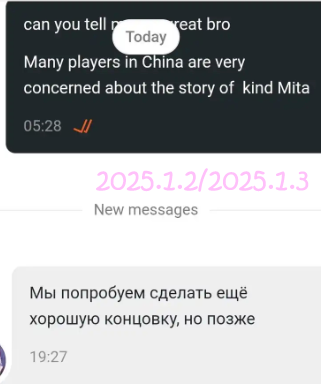 can you tell reat bro
Today
Many players in China are very
concerned about the story of kind Mita
05:28
2025.1.2/2025.1.3
New messages
Мы попробуем сделать ещё
хорошую концовку, но позже
19:27